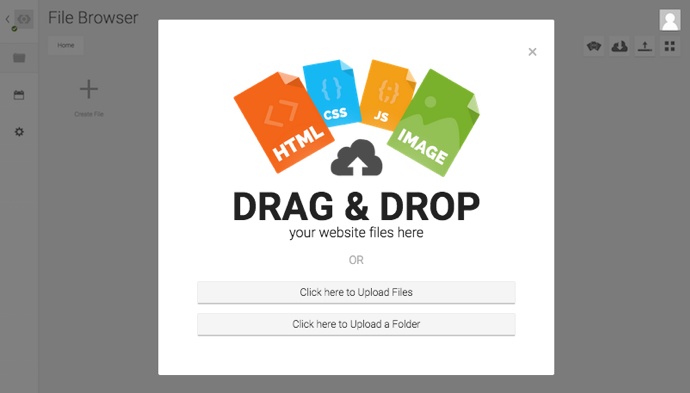 File Browser
Home
Create File
×
HTML
CSS
JS
IMAGE
DRAG & DROP
your website files here
OR
Click here to Upload Files
Click here to Upload a Folder